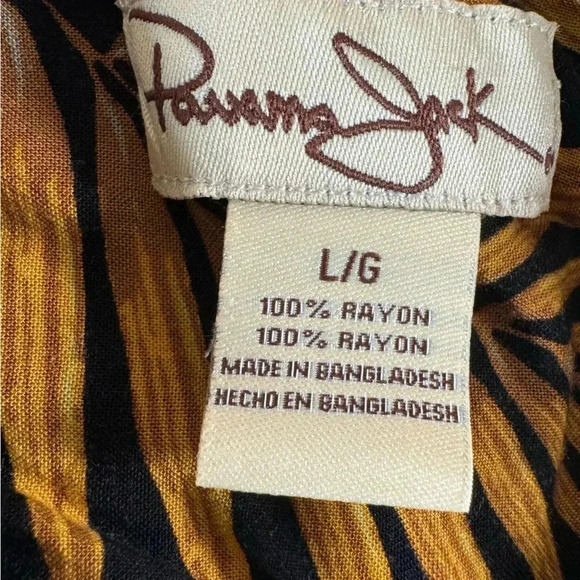 Panama Jack
L/G
100% RAYON
100% RAYON
MADE IN BANGLADESH
HECHO EN BANGLADESH